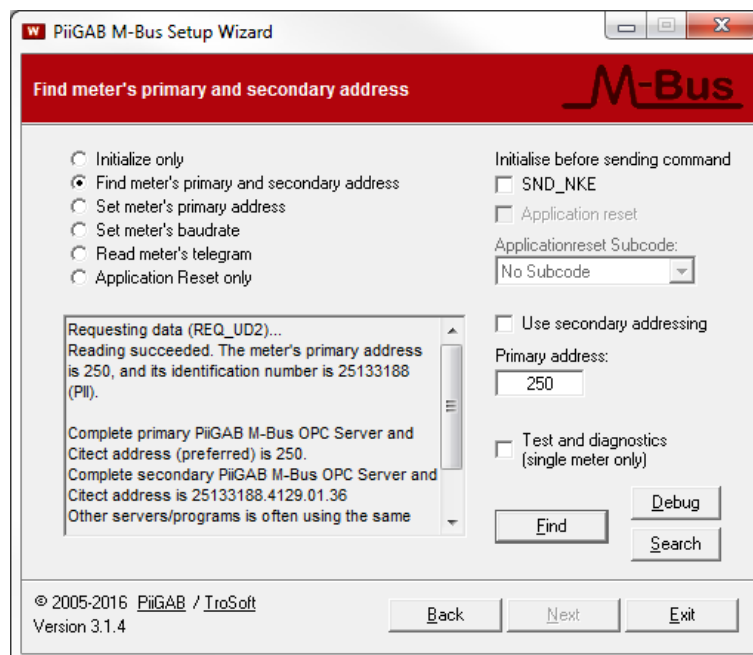 W PiiGAB M-Bus Setup Wizard
Find meter's primary and secondary address
M-Bus
Initialize only
Find meter's primary and secondary address
Set meter's primary address
Set meter's baudrate
Read meter's telegram
Application Reset only
Initialise before sending command
SND_NKE
Application reset
Applicationreset Subcode:
No Subcode
Requesting data (REQ_UD2)...
Reading succeeded. The meter's primary address
is 250, and its identification number is 25133188
(PII).
Complete primary PiiGAB M-Bus OPC Server and
Citect address (preferred) is 250.
Complete secondary PiiGAB M-Bus OPC Server and
Citect address is 25133188.4129.01.36
Other servers/programs is often using the same
Use secondary addressing
Primary address:
250
Test and diagnostics
(single meter only)
Find
Debug
Search
© 2005-2016 PiiGAB / TroSoft
Version 3.1.4
Back
Next
Exit